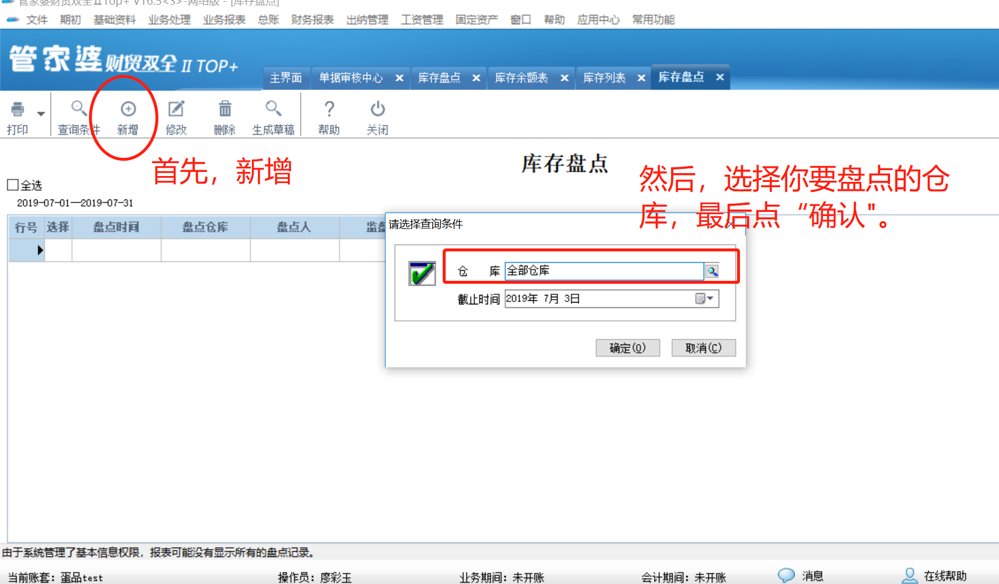 管家婆财贸双全IITop+ V16.5<S>-网络版 - [库存盘点]
文件 期初 基础资料 业务处理 业务报表 总账 财务报表 出纳管理 工资管理 固定资产 窗口 帮助 应用中心 常用功能
管家婆财贸双全 II TOP+
主界面 单据审核中心 × 库存盘点 × 库存余额表 × 库存列表 × 库存盘点 ×
打印 查询条件 新增 修改 删除 生成草稿 帮助 关闭
首先，新增
库存盘点
然后，选择你要盘点的仓
库，最后点“确认"。
全选
2019-07-01--2019-07-31
行号 选择 盘点时间 盘点仓库 盘点人 监盘
请选择查询条件
仓 库 全部仓库
截止时间 2019年 7月 3日
确定(O) 取消(C)
由于系统管理了基本信息权限，报表可能没有显示所有的盘点记录。
当前账套：蛋品test 操作员：廖彩玉 业务期间：未开账 会计期间：未开账 消息 在线帮助